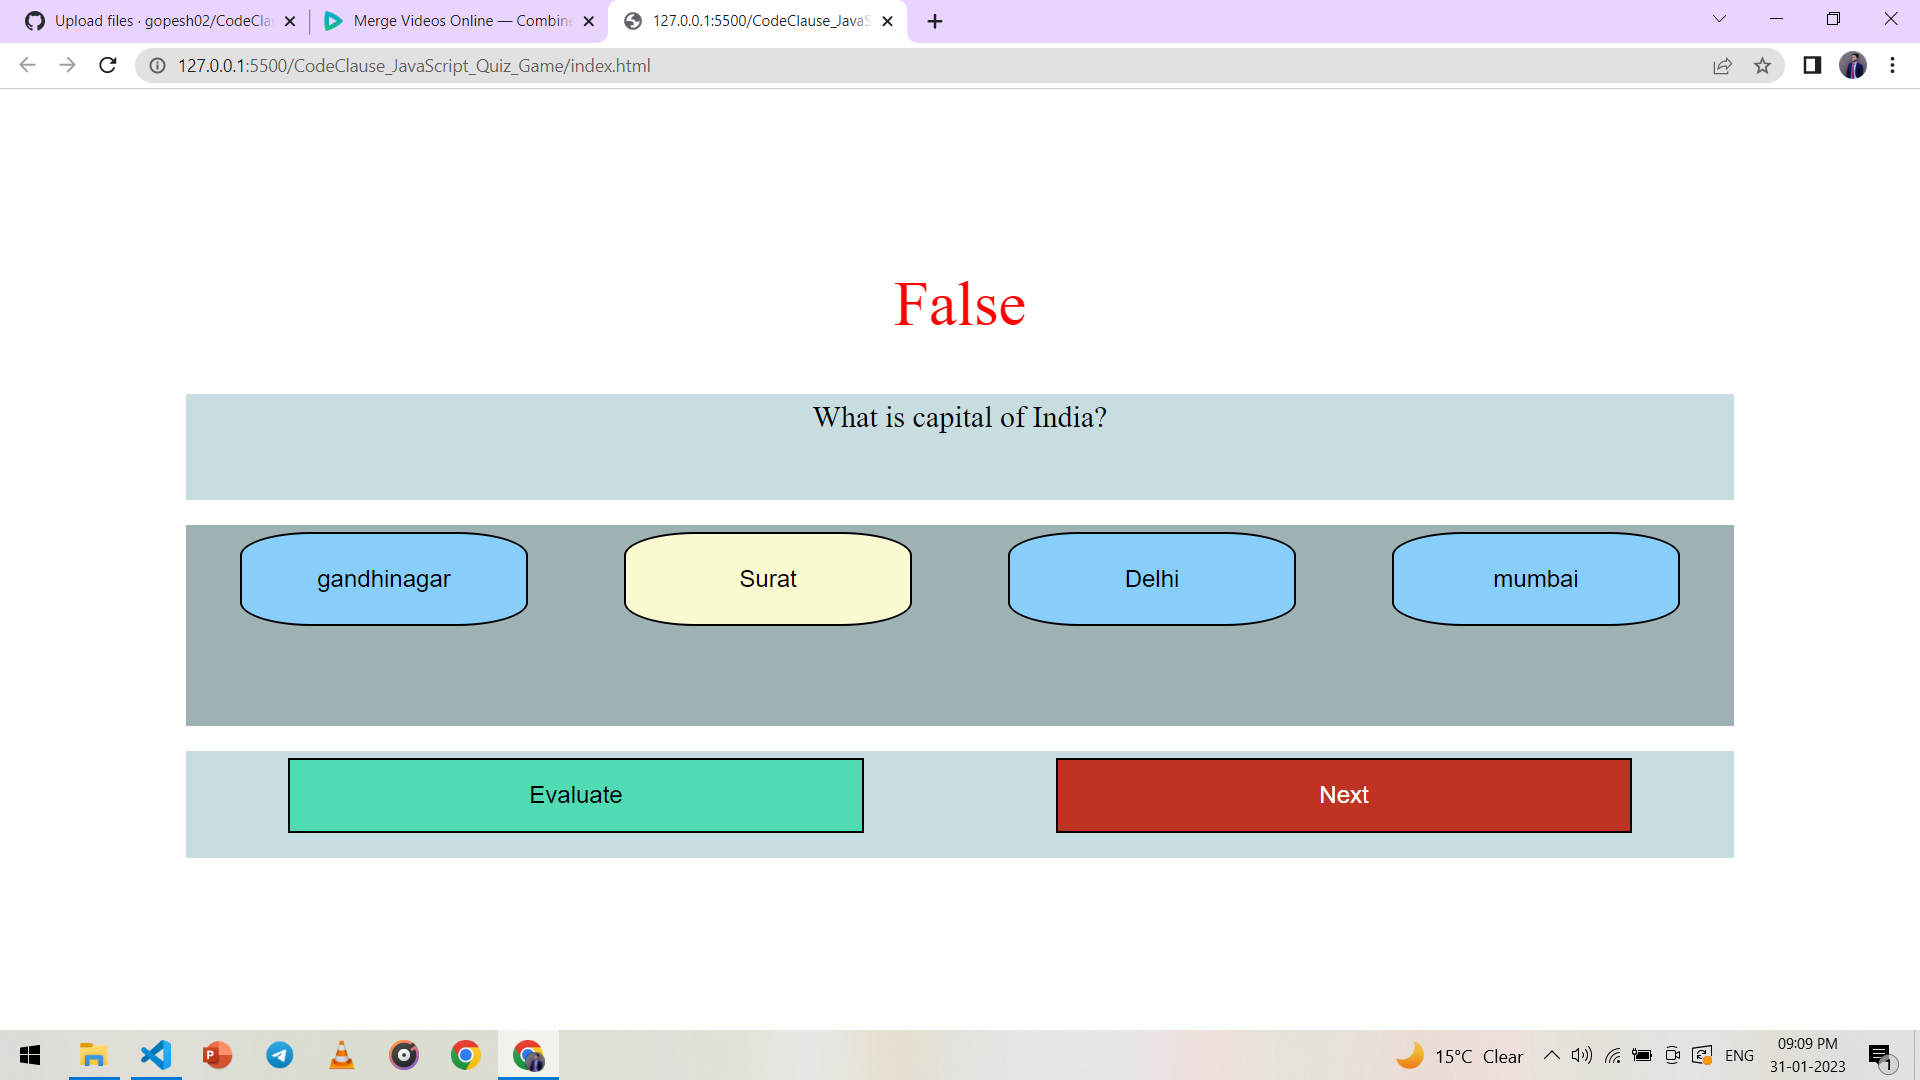 Upload files · gopesh02/CodeCla
Merge Videos Online — Combine
127.0.0.1:5500/CodeClause_JavaS
127.0.0.1:5500/CodeClause_JavaScript_Quiz_Game/index.html
False
What is capital of India?
gandhinagar
Surat
Delhi
mumbai
Evaluate
Next
15°C Clear
ENG
09:09 PM
31-01-2023
1